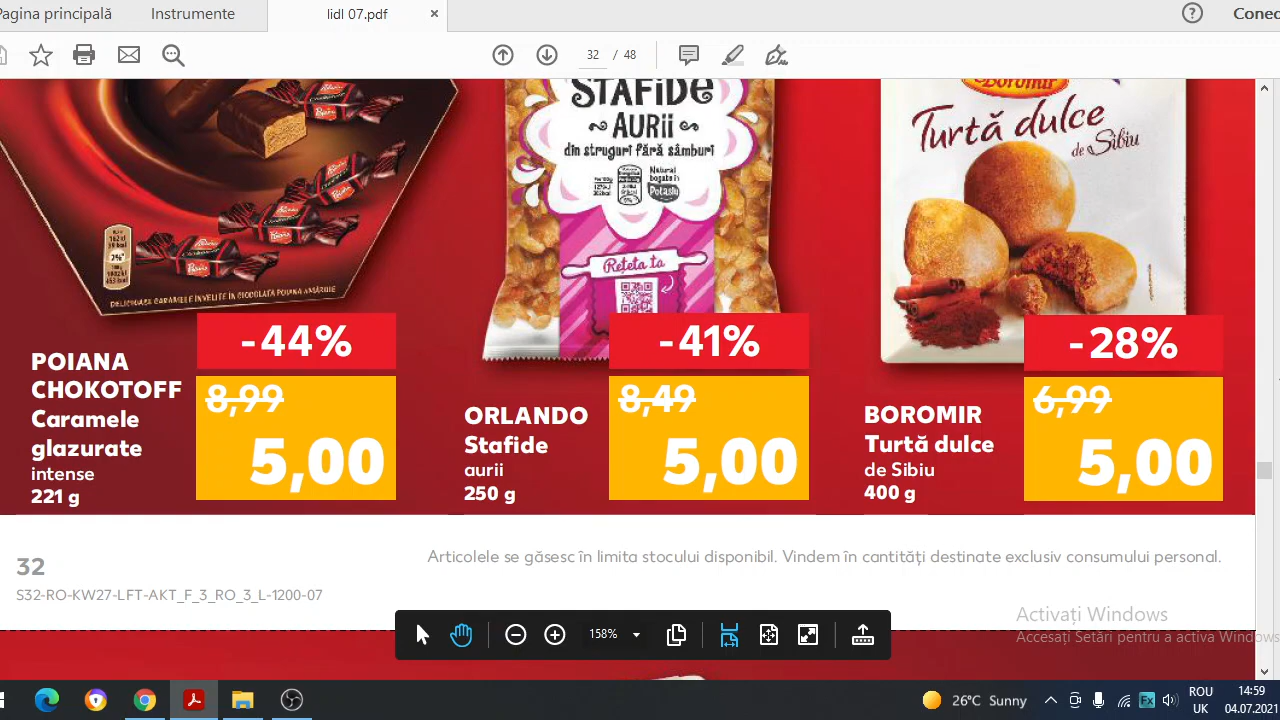 Pagina principală
Instrumente
lidl 07.pdf
×
?
Conec
32 / 48
STAFIDE
AURII
din struguri fără sâmburi
Natural
bogate în
Potasiu
Rețeta ta
Boromir
Turtă dulce
de Sibiu
2%*
DELICIOASE CARAMELE ÎNVELITE ÎN CIOCOLATĂ POIANA AMĂRUIE
-44%
-41%
-28%
POIANA
CHOKOTOFF
Caramele
glazurate
intense
221 g
8,99
5,00
ORLANDO
Stafide
aurii
250 g
8,49
5,00
BOROMIR
Turtă dulce
de Sibiu
400 g
6,99
5,00
32
Articolele se găsesc în limita stocului disponibil. Vindem în cantități destinate exclusiv consumului personal.
S32-RO-KW27-LFT-AKT_F_3_RO_3_L-1200-07
Activați Windows
Accesați Setări pentru a activa Windows
158%
26°C Sunny
Fx
ROU
UK
14:59
04.07.2021